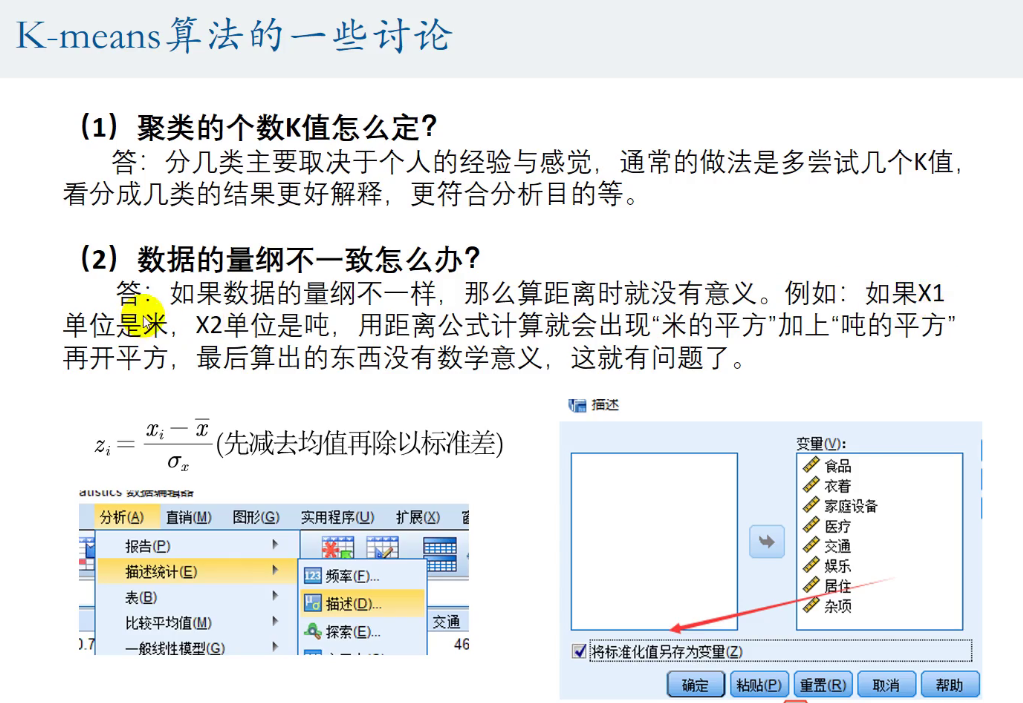 K-means算法的一些讨论
（1）聚类的个数K值怎么定？
答：分几类主要取决于个人的经验与感觉，通常的做法是多尝试几个K值，
看分成几类的结果更好解释，更符合分析目的等。
（2）数据的量纲不一致怎么办？
答：如果数据的量纲不一样，那么算距离时就没有意义。例如：如果X1
单位是米，X2单位是吨，用距离公式计算就会出现“米的平方”加上“吨的平方”
再开平方，最后算出的东西没有数学意义，这就有问题了。
z_i = (x_i − x̅) / σ_x (先减去均值再除以标准差)
atistics 数据编辑器
分析(A) 直销(M) 图形(G) 实用程序(U) 扩展(X)
报告(P)
描述统计(E)
表(B)
比较平均值(M)
一般线性模型(G)
123 频率(F)...
描述(D)...
探索(E)...
交通
0.7
46
描述
变量(V)：
食品
衣着
家庭设备
医疗
交通
娱乐
居住
杂项
将标准化值另存为变量(Z)
确定 粘贴(P) 重置(R) 取消 帮助